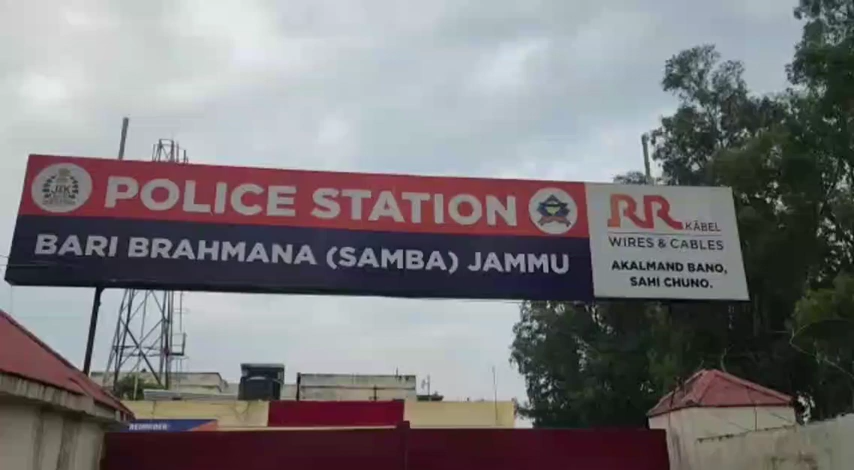 J&K
POLICE STATION
BARI BRAHMANA (SAMBA) JAMMU
RR KABEL
WIRES & CABLES
AKALMAND BANO,
SAHI CHUNO.